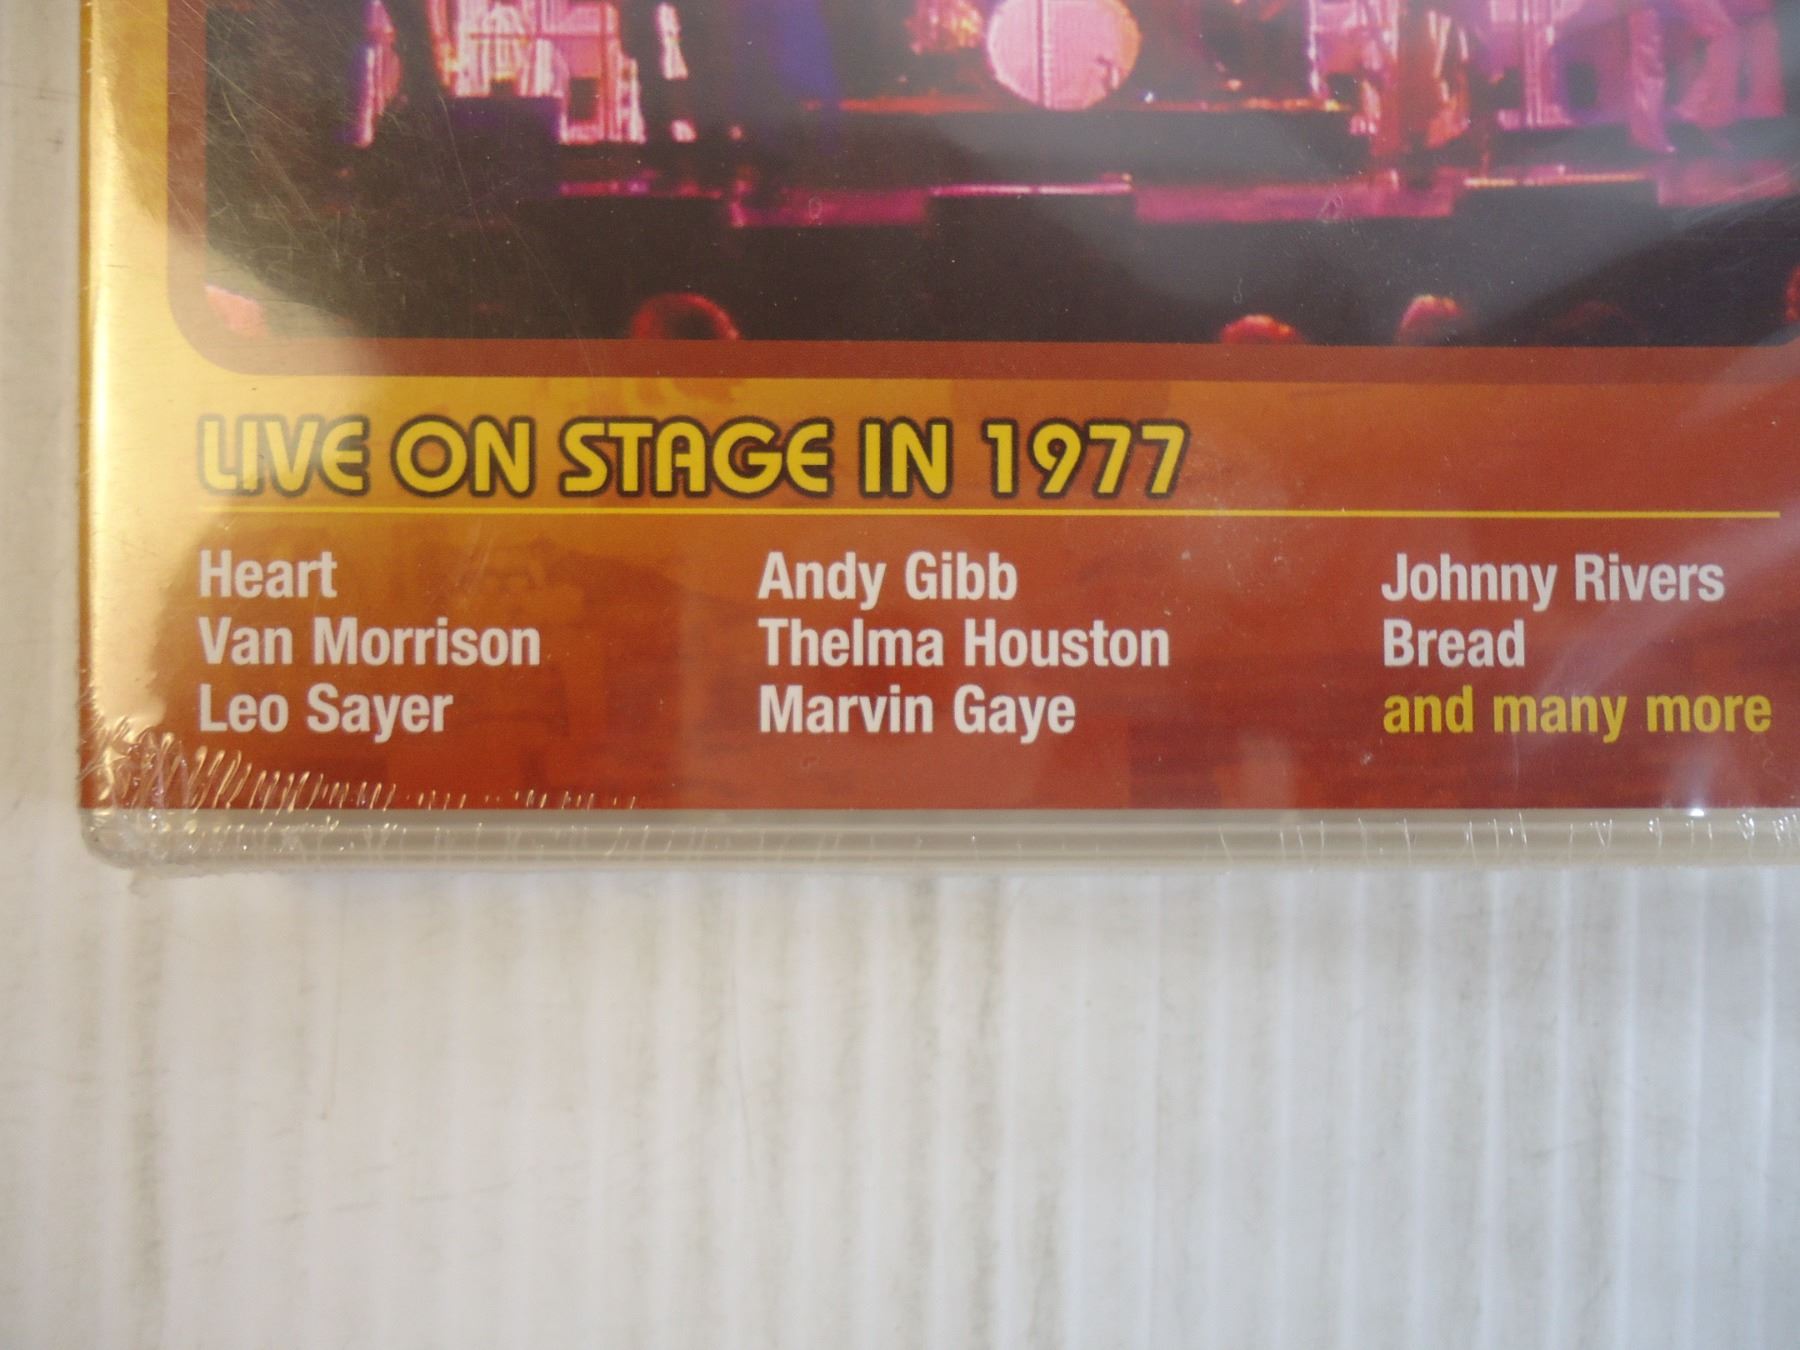 LIVE ON STAGE IN 1977
Heart
Van Morrison
Leo Sayer
Andy Gibb
Thelma Houston
Marvin Gaye
Johnny Rivers
Bread
and many more